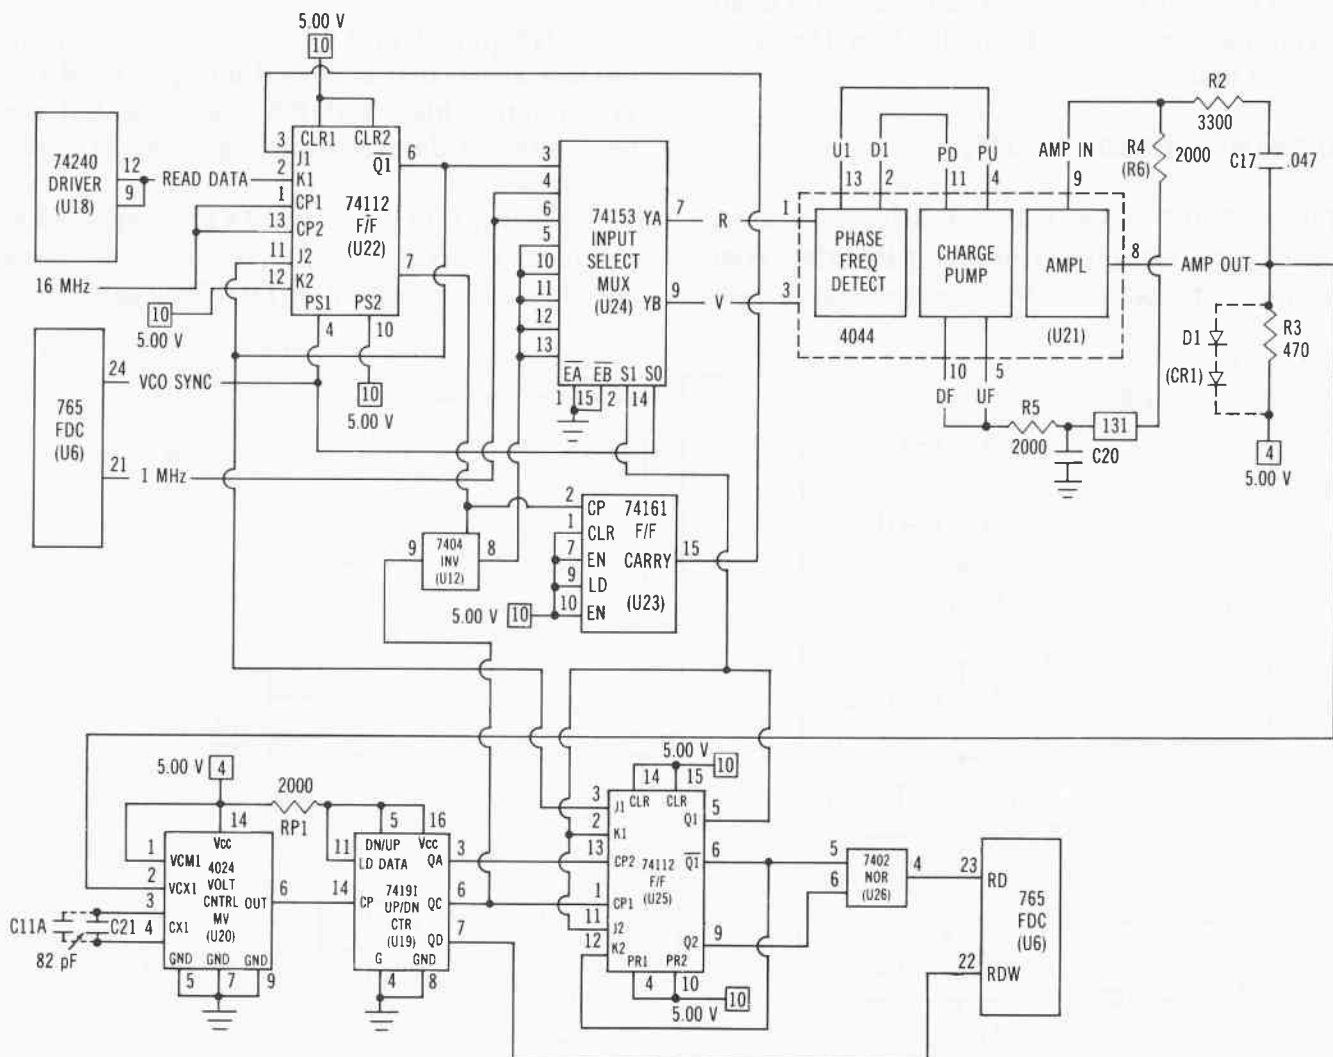 5.00 V
10
CLR1 CLR2
3 J1
2 K1
1 CP1
13 CP2
11 J2
12 K2
Q1 6
74112
F/F
(U22)
7
PS1 PS2
4 10
10
5.00 V
74240
DRIVER
(U18)
12
9
READ DATA
16 MHz
10
5.00 V
765
FDC
(U6)
24 VCO SYNC
21 1 MHz
3
4
6
5
10
11
12
13
74153
INPUT
SELECT
MUX
(U24)
YA 7 R
YB 9 V
EA EB S1 S0
1 15 2 14
U1 D1 PD PU AMP IN
13 2 11 4 9
1
3
PHASE
FREQ
DETECT
CHARGE
PUMP
AMPL
4044
(U21)
8 AMP OUT
10 5
DF UF
R5
2000
131
C20
R4
(R6)
2000
R2
3300
C17 .047
D1
(CR1)
R3
470
4
5.00 V
9 7404
INV
(U12)
8
2 CP
1 CLR
7 EN
9 LD
10 EN
74161
F/F
CARRY 15
(U23)
5.00 V 10
5.00 V 4
2000
RP1
14
Vcc
1 VCM1
2 VCX1
3
4 CX1
4024
VOLT
CNTRL
MV
(U20)
OUT 6
GND GND GND
5 7 9
C11A C21
82 pF
5 16
DN/UP Vcc
11 LD DATA
14 CP
74191
UP/DN
CTR
(U19)
QA 3
QC 6
QD 7
G GND
4 8
5.00 V 10
14 15
CLR CLR
3 J1
2 K1
13 CP2
1 CP1
11 J2
12 K2
74112
F/F
(U25)
Q1 5
Q1 6
Q2 9
PR1 PR2
4 10
5.00 V 10
5
6
7402
NOR
(U26)
4
23 RD
22 RDW
765
FDC
(U6)